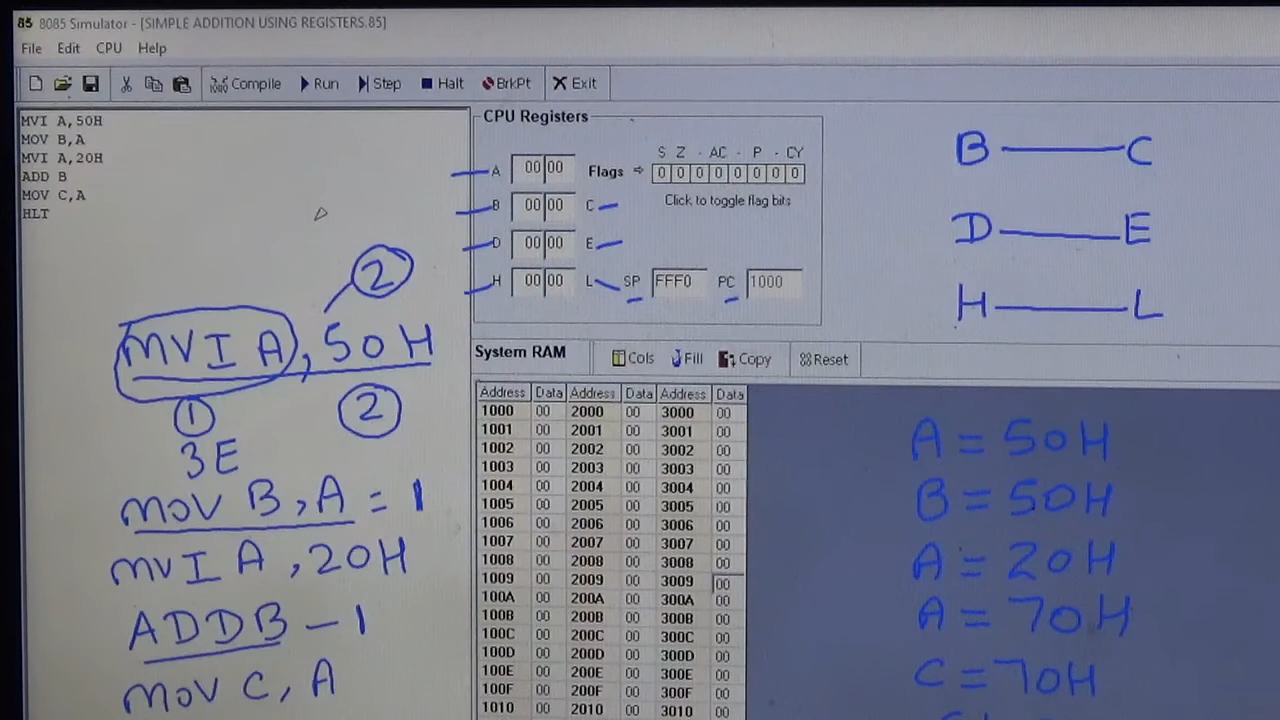 85 8085 Simulator - [SIMPLE ADDITION USING REGISTERS.85]
File Edit CPU Help
Compile Run Step Halt BrkPt Exit
MVI A,50H
MOV B,A
MVI A,20H
ADD B
MOV C,A
HLT
CPU Registers
S Z - AC - P - CY
A 00 00 Flags 0 0 0 0 0 0 0 0
B 00 00 C Click to toggle flag bits
D 00 00 E
H 00 00 L SP FFF0 PC 1000
B C
D E
H L
2
MVI A, 50H
1 2
3E
MOV B, A = 1
MVI A, 20H
ADDB - 1
MOV C, A
System RAM Cols Fill Copy Reset
Address Data Address Data Address Data
1000 00 2000 00 3000 00
1001 00 2001 00 3001 00
1002 00 2002 00 3002 00
1003 00 2003 00 3003 00
1004 00 2004 00 3004 00
1005 00 2005 00 3005 00
1006 00 2006 00 3006 00
1007 00 2007 00 3007 00
1008 00 2008 00 3008 00
1009 00 2009 00 3009 00
100A 00 200A 00 300A 00
100B 00 200B 00 300B 00
100C 00 200C 00 300C 00
100D 00 200D 00 300D 00
100E 00 200E 00 300E 00
100F 00 200F 00 300F 00
1010 00 2010 00 3010 00
A = 50H
B = 50H
A = 20H
A = 70H
C = 70H